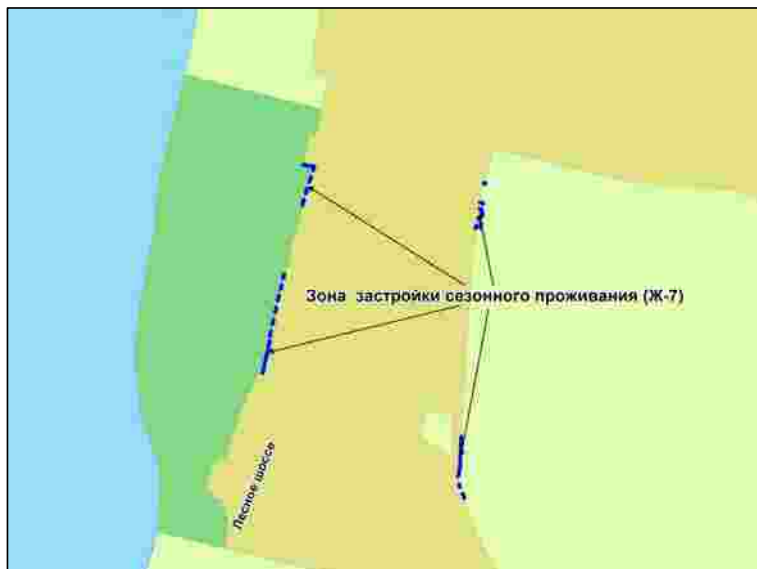 Зона застройки сезонного проживания (Ж-7)
Лесное шоссе